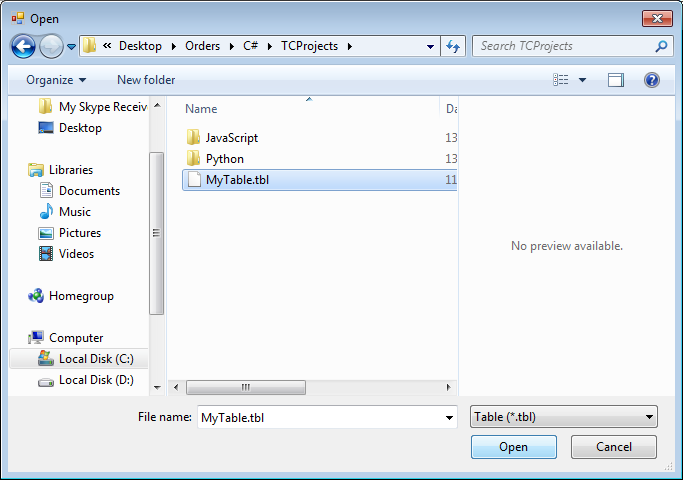 Open
« Desktop Orders C# TCProjects
Search TCProjects
Organize New folder
My Skype Receiv
Desktop
Libraries
Documents
Music
Pictures
Videos
Homegroup
Computer
Local Disk (C:)
Local Disk (D:)
Name Da
JavaScript 13
Python 13
MyTable.tbl 11
No preview available.
File name: MyTable.tbl Table (*.tbl)
Open Cancel